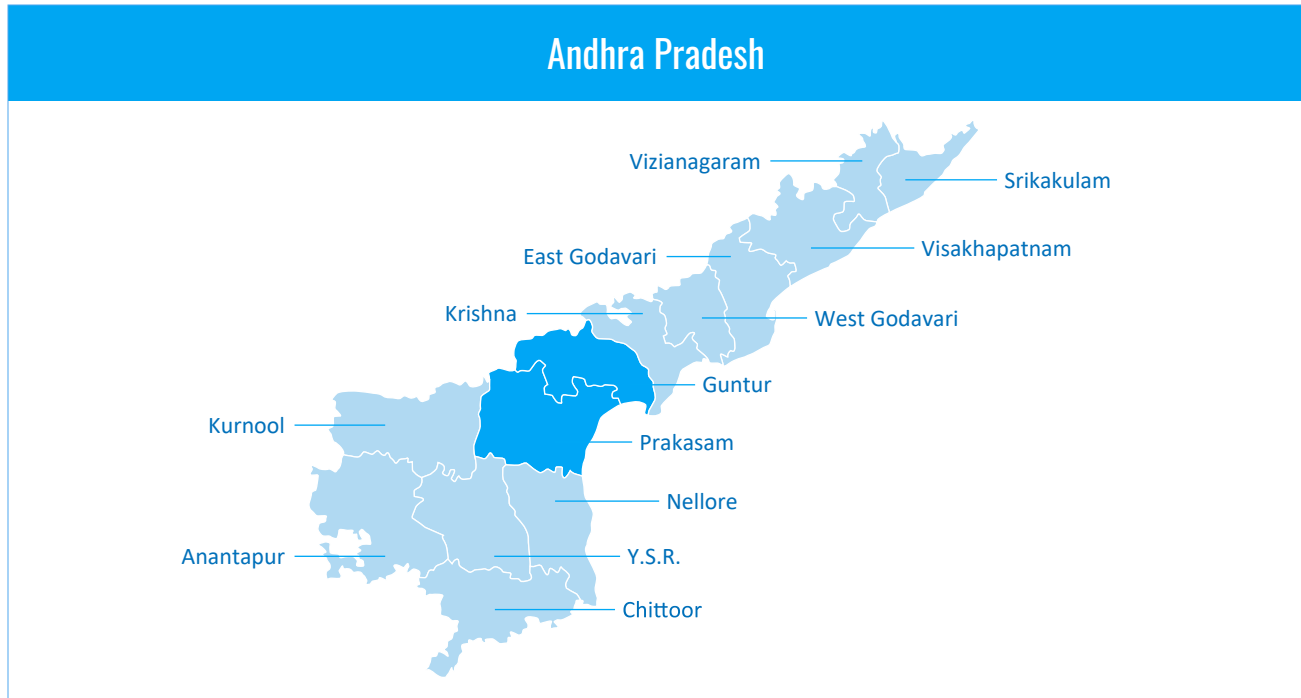 Andhra Pradesh
Vizianagaram
Srikakulam
Visakhapatnam
East Godavari
Krishna
West Godavari
Guntur
Kurnool
Prakasam
Nellore
Anantapur
Y.S.R.
Chittoor